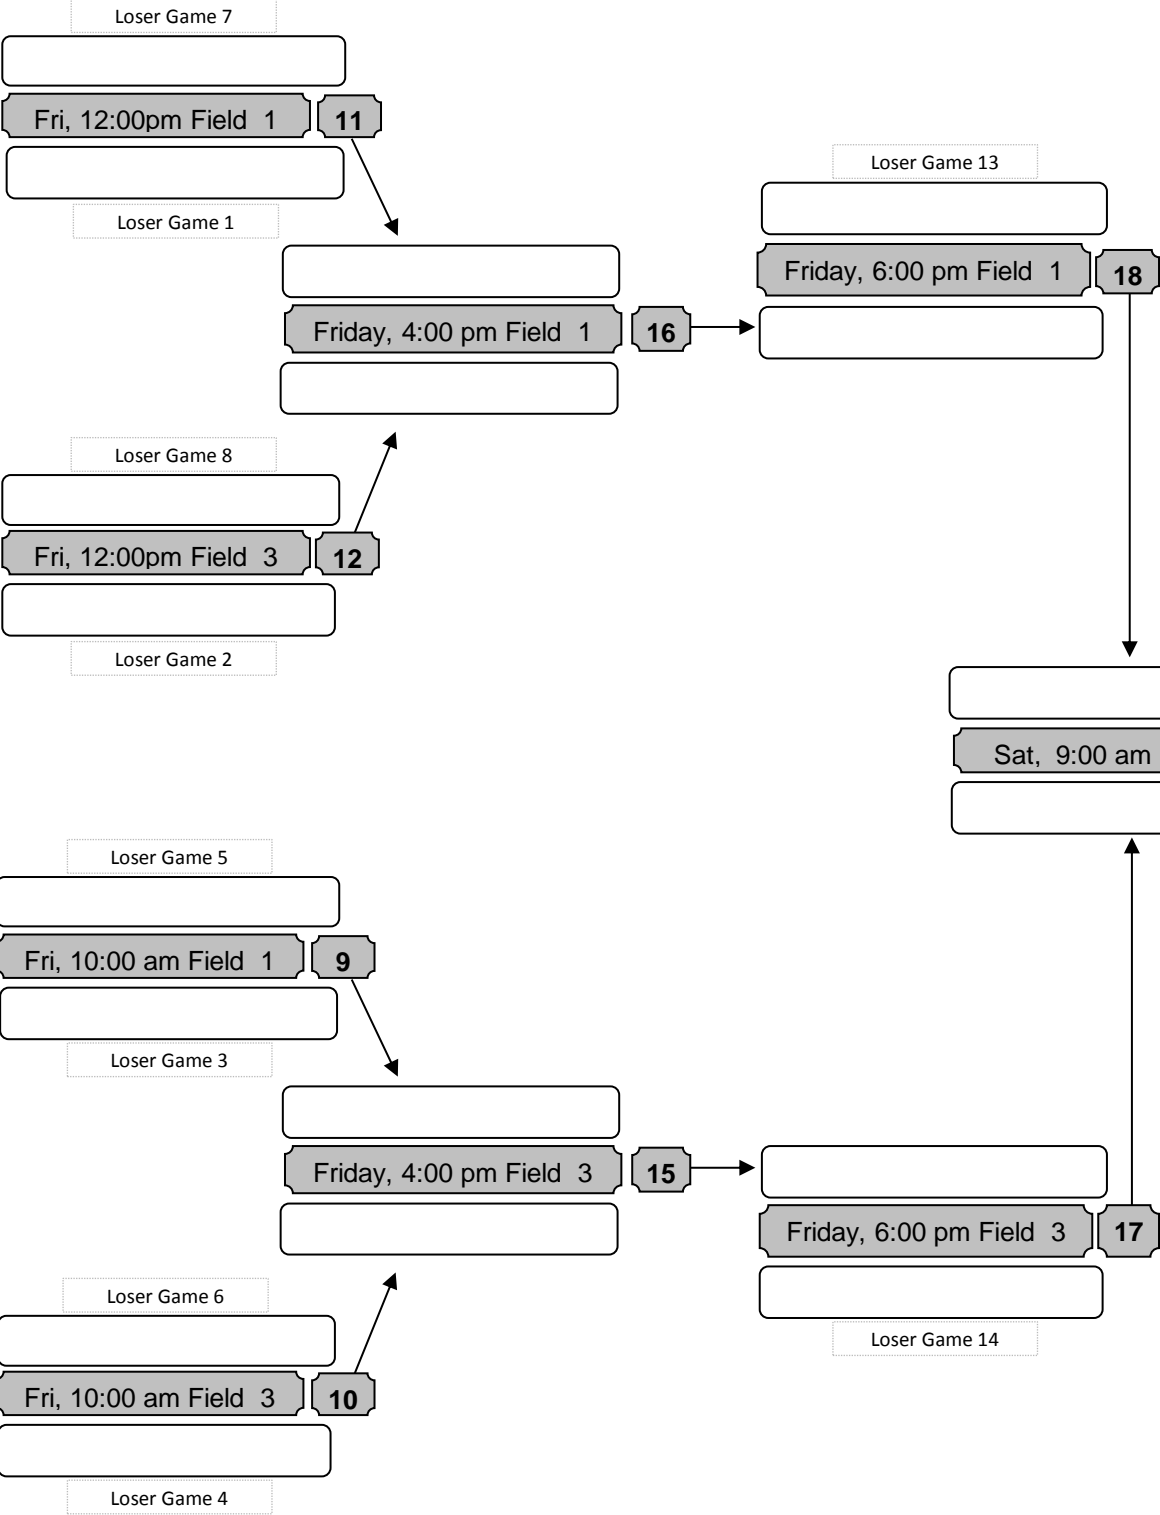 Loser Game 7
Fri, 12:00pm Field 1 11
Loser Game 1
Loser Game 13
Friday, 6:00 pm Field 1 18
Friday, 4:00 pm Field 1 16
Loser Game 8
Fri, 12:00pm Field 3 12
Loser Game 2
Sat, 9:00 am
Loser Game 5
Fri, 10:00 am Field 1 9
Loser Game 3
Friday, 4:00 pm Field 3 15
Friday, 6:00 pm Field 3 17
Loser Game 14
Loser Game 6
Fri, 10:00 am Field 3 10
Loser Game 4